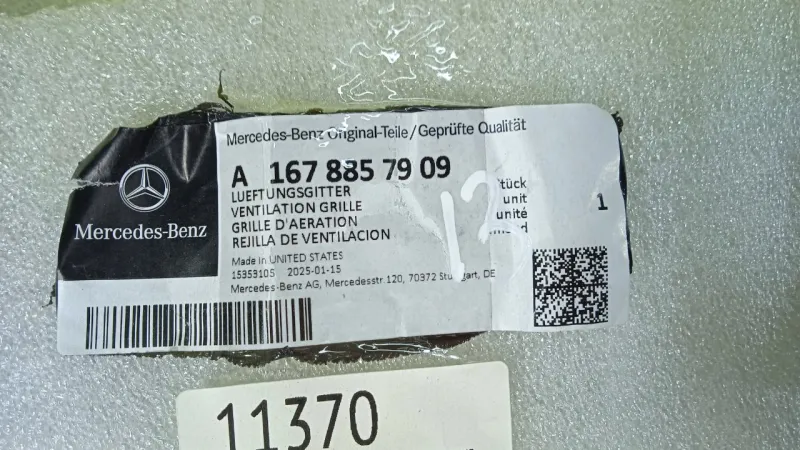 Mercedes-Benz Original-Teile/Geprüfte Qualität
A 167 885 79 09
LUEFTUNGSGITTER
VENTILATION GRILLE
GRILLE D'AERATION
REJILLA DE VENTILACION
tück
unit
unité
1
Mercedes-Benz
Made in UNITED STATES
1535310S 2025-01-15
Mercedes-Benz AG, Mercedesstr.120, 70372 Stuttgart, DE
11370